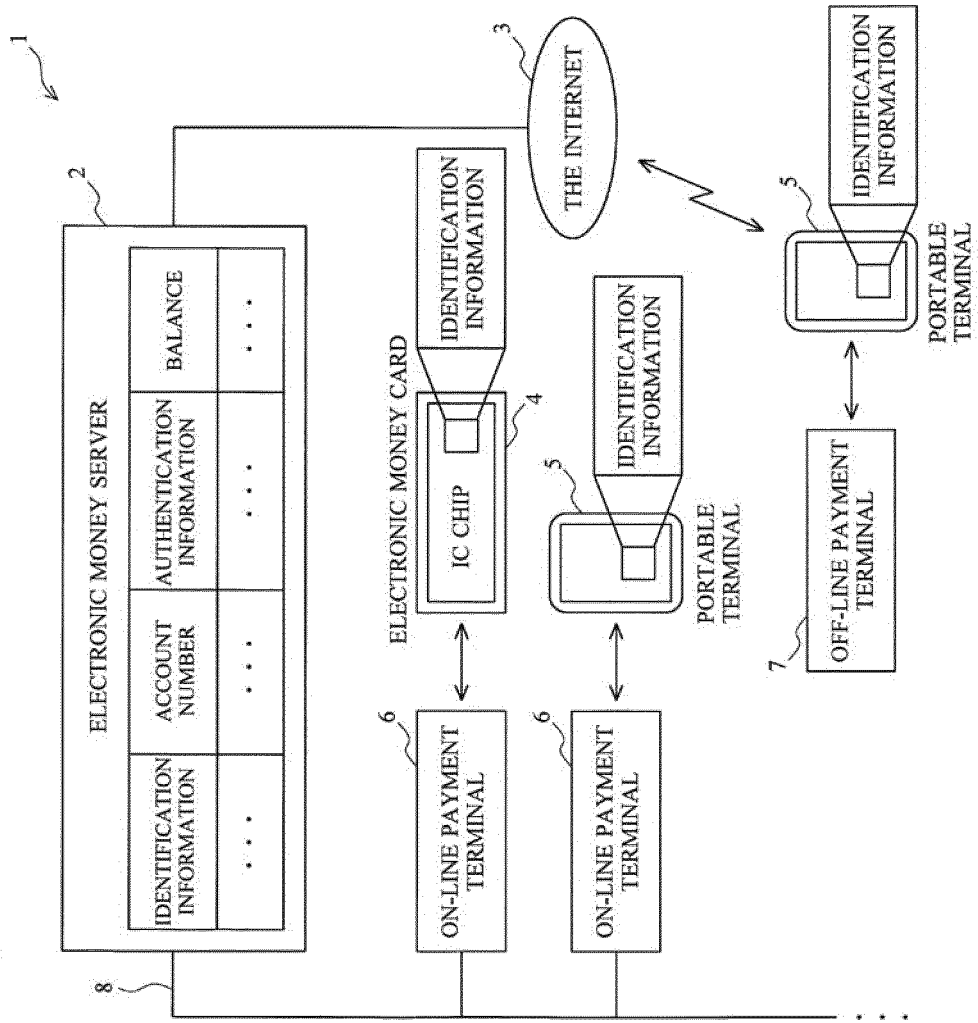 1
2
ELECTRONIC MONEY SERVER
IDENTIFICATION
INFORMATION
ACCOUNT
NUMBER
AUTHENTICATION
INFORMATION
BALANCE
. . .
. . .
. . .
. . .
8
3
THE INTERNET
6
ON-LINE PAYMENT
TERMINAL
ELECTRONIC MONEY CARD
IC CHIP
4
IDENTIFICATION
INFORMATION
6
ON-LINE PAYMENT
TERMINAL
5
IDENTIFICATION
INFORMATION
PORTABLE
TERMINAL
7
OFF-LINE PAYMENT
TERMINAL
5
IDENTIFICATION
INFORMATION
PORTABLE
TERMINAL
. . .